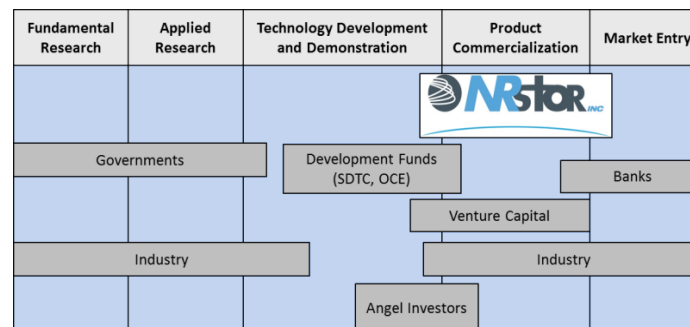 Fundamental
Research
Applied
Research
Technology Development
and Demonstration
Product
Commercialization
Market Entry
NRStOR INC
Governments
Development Funds
(SDTC, OCE)
Banks
Venture Capital
Industry
Industry
Angel Investors